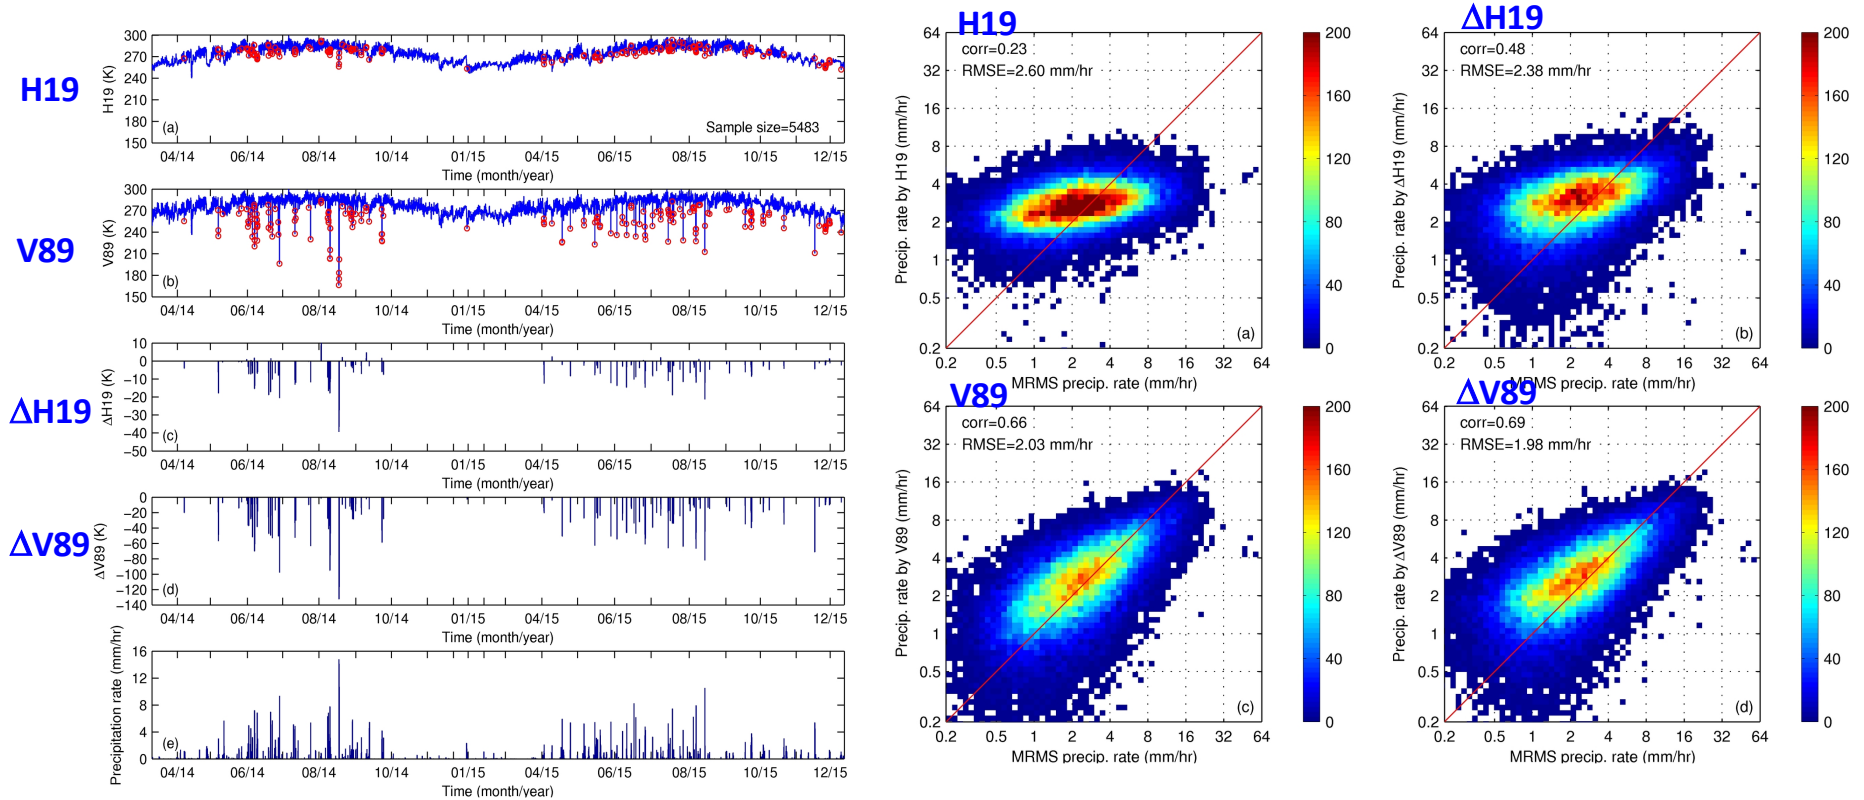 H19
300
270
240
210
180
150
H19 (K)
(a)
Sample size=5483
04/14 06/14 08/14 10/14 01/15 04/15 06/15 08/15 10/15 12/15
Time (month/year)
V89
300
270
240
210
180
150
V89 (K)
(b)
04/14 06/14 08/14 10/14 01/15 04/15 06/15 08/15 10/15 12/15
Time (month/year)
ΔH19
10
0
−10
−20
−30
−40
−50
ΔH19 (K)
(c)
04/14 06/14 08/14 10/14 01/15 04/15 06/15 08/15 10/15 12/15
Time (month/year)
ΔV89
0
−20
−40
−60
−80
−100
−120
−140
ΔV89 (K)
(d)
04/14 06/14 08/14 10/14 01/15 04/15 06/15 08/15 10/15 12/15
Time (month/year)
16
12
8
4
0
Precipitation rate (mm/hr)
(e)
04/14 06/14 08/14 10/14 01/15 04/15 06/15 08/15 10/15 12/15
Time (month/year)
H19
corr=0.23
RMSE=2.60 mm/hr
64
32
16
8
4
2
1
0.5
0.2
Precip. rate by H19 (mm/hr)
(a)
0.2 0.5 1 2 4 8 16 32 64
MRMS precip. rate (mm/hr)
200
160
120
80
40
0
ΔH19
corr=0.48
RMSE=2.38 mm/hr
64
32
16
8
4
2
1
0.5
0.2
Precip. rate by ΔH19 (mm/hr)
(b)
0.2 0.5 1 2 4 8 16 32 64
MRMS precip. rate (mm/hr)
200
160
120
80
40
0
V89
corr=0.66
RMSE=2.03 mm/hr
64
32
16
8
4
2
1
0.5
0.2
Precip. rate by V89 (mm/hr)
(c)
0.2 0.5 1 2 4 8 16 32 64
MRMS precip. rate (mm/hr)
200
160
120
80
40
0
ΔV89
corr=0.69
RMSE=1.98 mm/hr
64
32
16
8
4
2
1
0.5
0.2
Precip. rate by ΔV89 (mm/hr)
(d)
0.2 0.5 1 2 4 8 16 32 64
MRMS precip. rate (mm/hr)
200
160
120
80
40
0